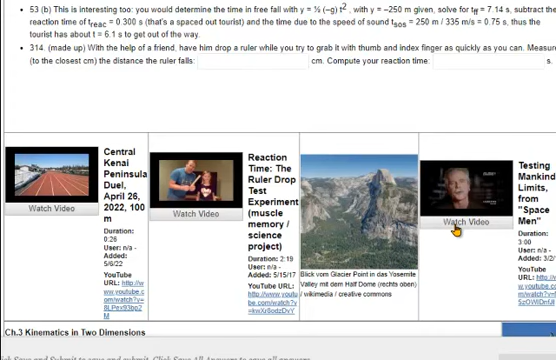 53 (b) This is interesting too: you would determine the time in free fall with y = ½ (-g) t², with y = -250 m given, solve for tff = 7.14 s, subtract the
reaction time of treac = 0.300 s (that's a spaced out tourist) and the time due to the speed of sound tsos = 250 m / 335 m/s = 0.75 s, thus the
tourist has about t = 6.1 s to get out of the way.
314. (made up) With the help of a friend, have him drop a ruler while you try to grab it with thumb and index finger as quickly as you can. Measure
(to the closest cm) the distance the ruler falls: cm. Compute your reaction time: s.
Central
Kenai
Peninsula
Duel,
April 26,
2022, 100
m
Duration:
0:26
User: n/a -
Added:
5/6/22
YouTube
URL: http://w
ww.youtube.c
om/watch?v=
Watch Video
Reaction
Time: The
Ruler Drop
Test
Experiment
(muscle
memory /
science
project)
Duration: 2:19
User: n/a -
Added: 5/15/17
YouTube
URL: http://w
ww.youtube.c
om/watch?v
Watch Video
Blick vom Glacier Point in das Yosemite
Valley mit dem Half Dome (rechts oben)
/ wikimedia / creative commons
Watch Video
Testing
Mankind
Limits,
from
"Space
Men"
Duration:
3:00
User: n/a -
Added: 3/2/
YouTube
Ch.3 Kinematics in Two Dimensions